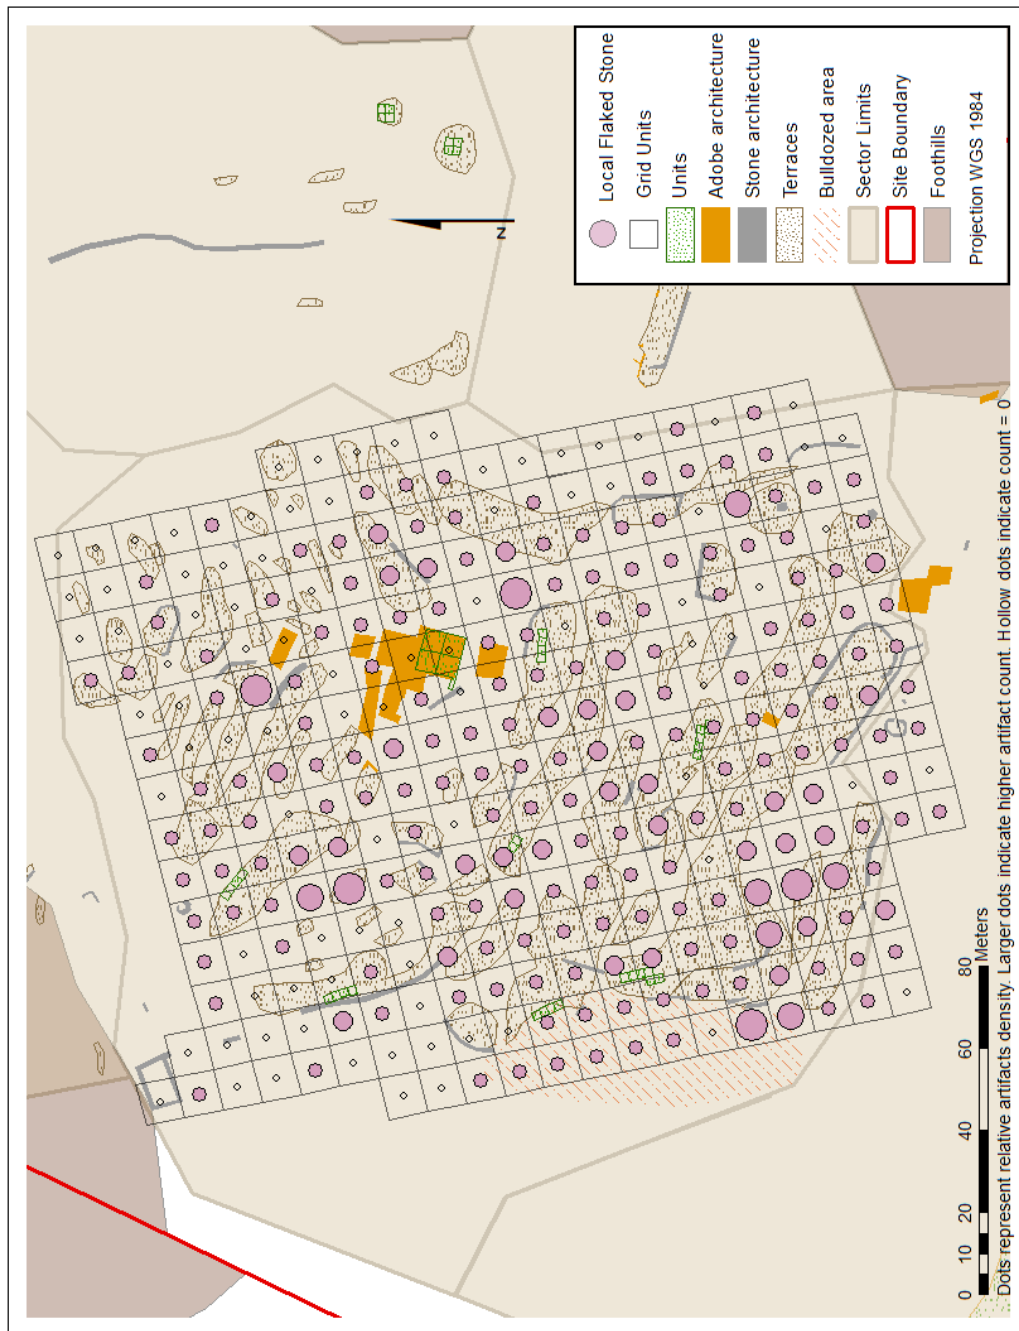 Local Flaked Stone
Grid Units
Units
Adobe architecture
Stone architecture
Terraces
Bulldozed area
Sector Limits
Site Boundary
Foothills
Projection WGS 1984
N
0 10 20 40 60 80
Meters
Dots represent relative artifacts density. Larger dots indicate higher artifact count. Hollow dots indicate count = 0